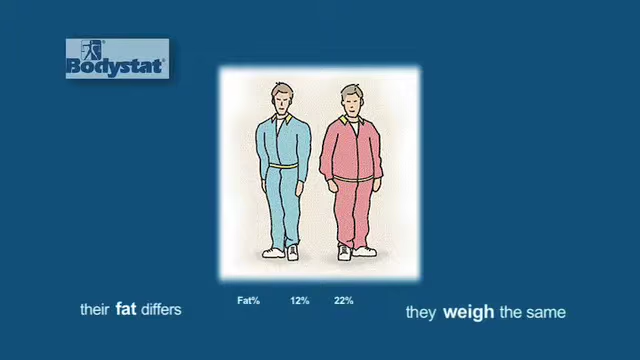 Bodystat®
Fat% 12% 22%
their fat differs
they weigh the same